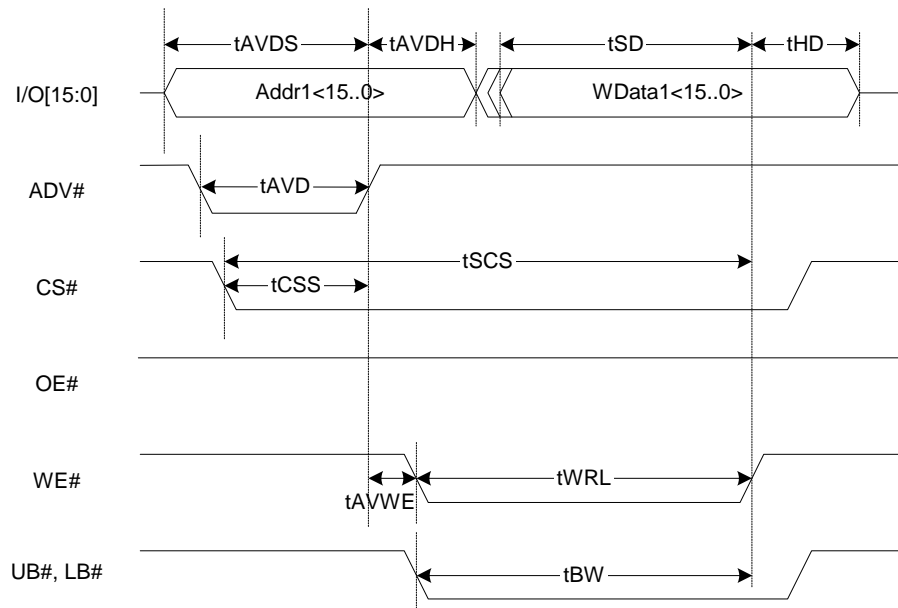 tAVDS tAVDH tSD tHD
I/O[15:0] Addr1<15..0> WData1<15..0>
ADV# tAVD
tSCS
CS# tCSS
OE#
WE# tWRL
tAVWE
UB#, LB# tBW